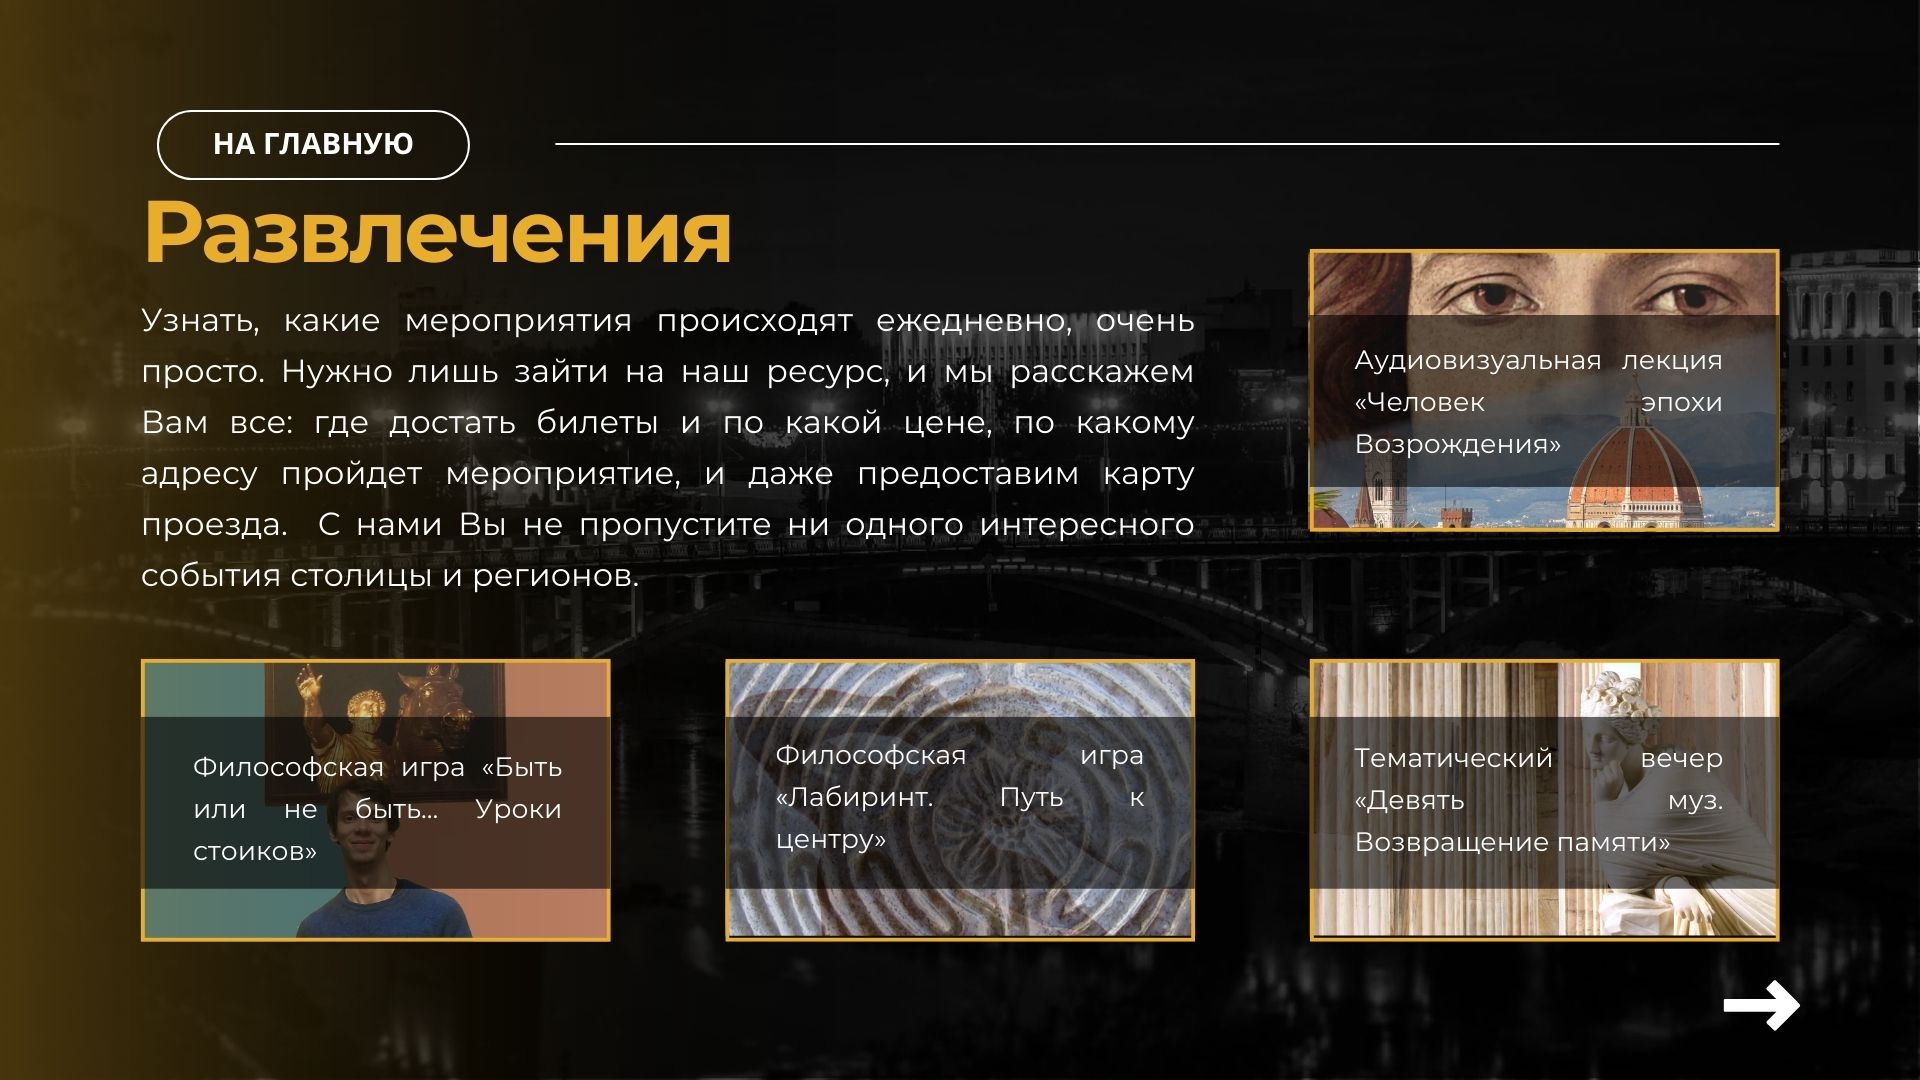 НА ГЛАВНУЮ
Развлечения
Узнать, какие мероприятия происходят ежедневно, очень
просто. Нужно лишь зайти на наш ресурс, и мы расскажем
Вам все: где достать билеты и по какой цене, по какому
адресу пройдет мероприятие, и даже предоставим карту
проезда. С нами Вы не пропустите ни одного интересного
события столицы и регионов.
Аудиовизуальная лекция
«Человек эпохи
Возрождения»
Философская игра «Быть
или не быть... Уроки
стоиков»
Философская игра
«Лабиринт. Путь к
центру»
Тематический вечер
«Девять муз.
Возвращение памяти»